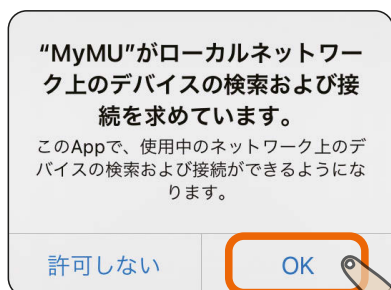 “MyMU”がローカルネットワー
ク上のデバイスの検索および接
続を求めています。
このAppで、使用中のネットワーク上のデ
バイスの検索および接続ができるようにな
ります。
許可しない
OK